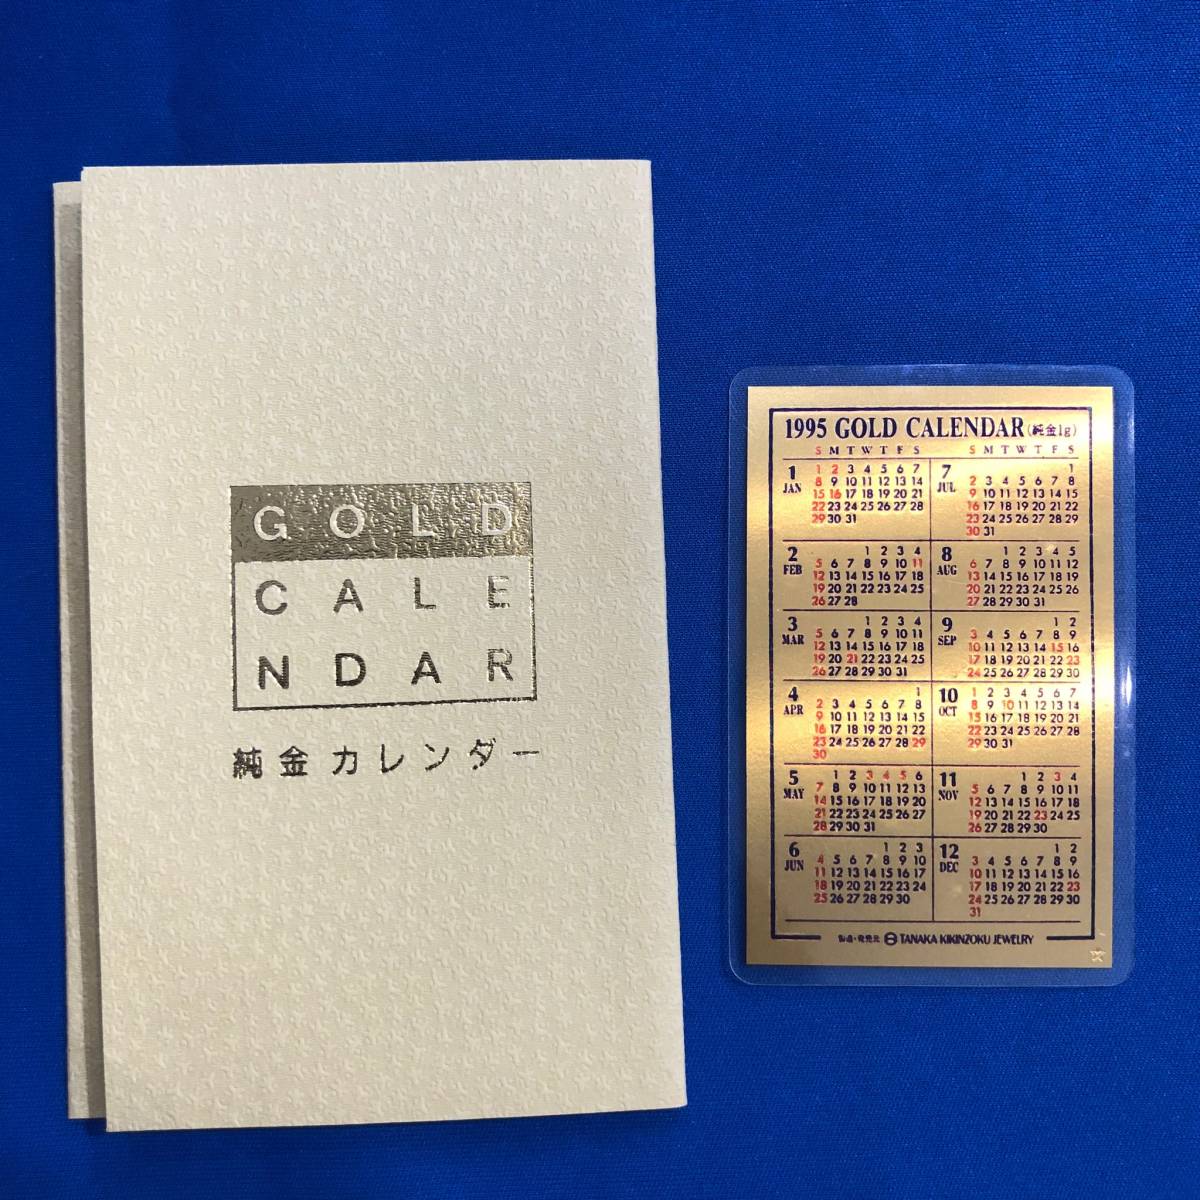 GOLD
CALE
NDAR
純金カレンダー
1995 GOLD CALENDAR(純金1g)
S M T W T F S
1
JAN
1 2 3 4 5 6 7
8 9 10 11 12 13 14
15 16 17 18 19 20 21
22 23 24 25 26 27 28
29 30 31
2
FEB
1 2 3 4
5 6 7 8 9 10 11
12 13 14 15 16 17 18
19 20 21 22 23 24 25
26 27 28
3
MAR
1 2 3 4
5 6 7 8 9 10 11
12 13 14 15 16 17 18
19 20 21 22 23 24 25
26 27 28 29 30 31
4
APR
1
2 3 4 5 6 7 8
9 10 11 12 13 14 15
16 17 18 19 20 21 22
23 24 25 26 27 28 29
30
5
MAY
1 2 3 4 5 6
7 8 9 10 11 12 13
14 15 16 17 18 19 20
21 22 23 24 25 26 27
28 29 30 31
6
JUN
1 2 3
4 5 6 7 8 9 10
11 12 13 14 15 16 17
18 19 20 21 22 23 24
25 26 27 28 29 30
S M T W T F S
7
JUL
1
2 3 4 5 6 7 8
9 10 11 12 13 14 15
16 17 18 19 20 21 22
23 24 25 26 27 28 29
30 31
8
AUG
1 2 3 4 5
6 7 8 9 10 11 12
13 14 15 16 17 18 19
20 21 22 23 24 25 26
27 28 29 30 31
9
SEP
1 2
3 4 5 6 7 8 9
10 11 12 13 14 15 16
17 18 19 20 21 22 23
24 25 26 27 28 29 30
10
OCT
1 2 3 4 5 6 7
8 9 10 11 12 13 14
15 16 17 18 19 20 21
22 23 24 25 26 27 28
29 30 31
11
NOV
1 2 3 4
5 6 7 8 9 10 11
12 13 14 15 16 17 18
19 20 21 22 23 24 25
26 27 28 29 30
12
DEC
1 2
3 4 5 6 7 8 9
10 11 12 13 14 15 16
17 18 19 20 21 22 23
24 25 26 27 28 29 30
31
製造・発売元 TANAKA KIKINZOKU JEWELRY